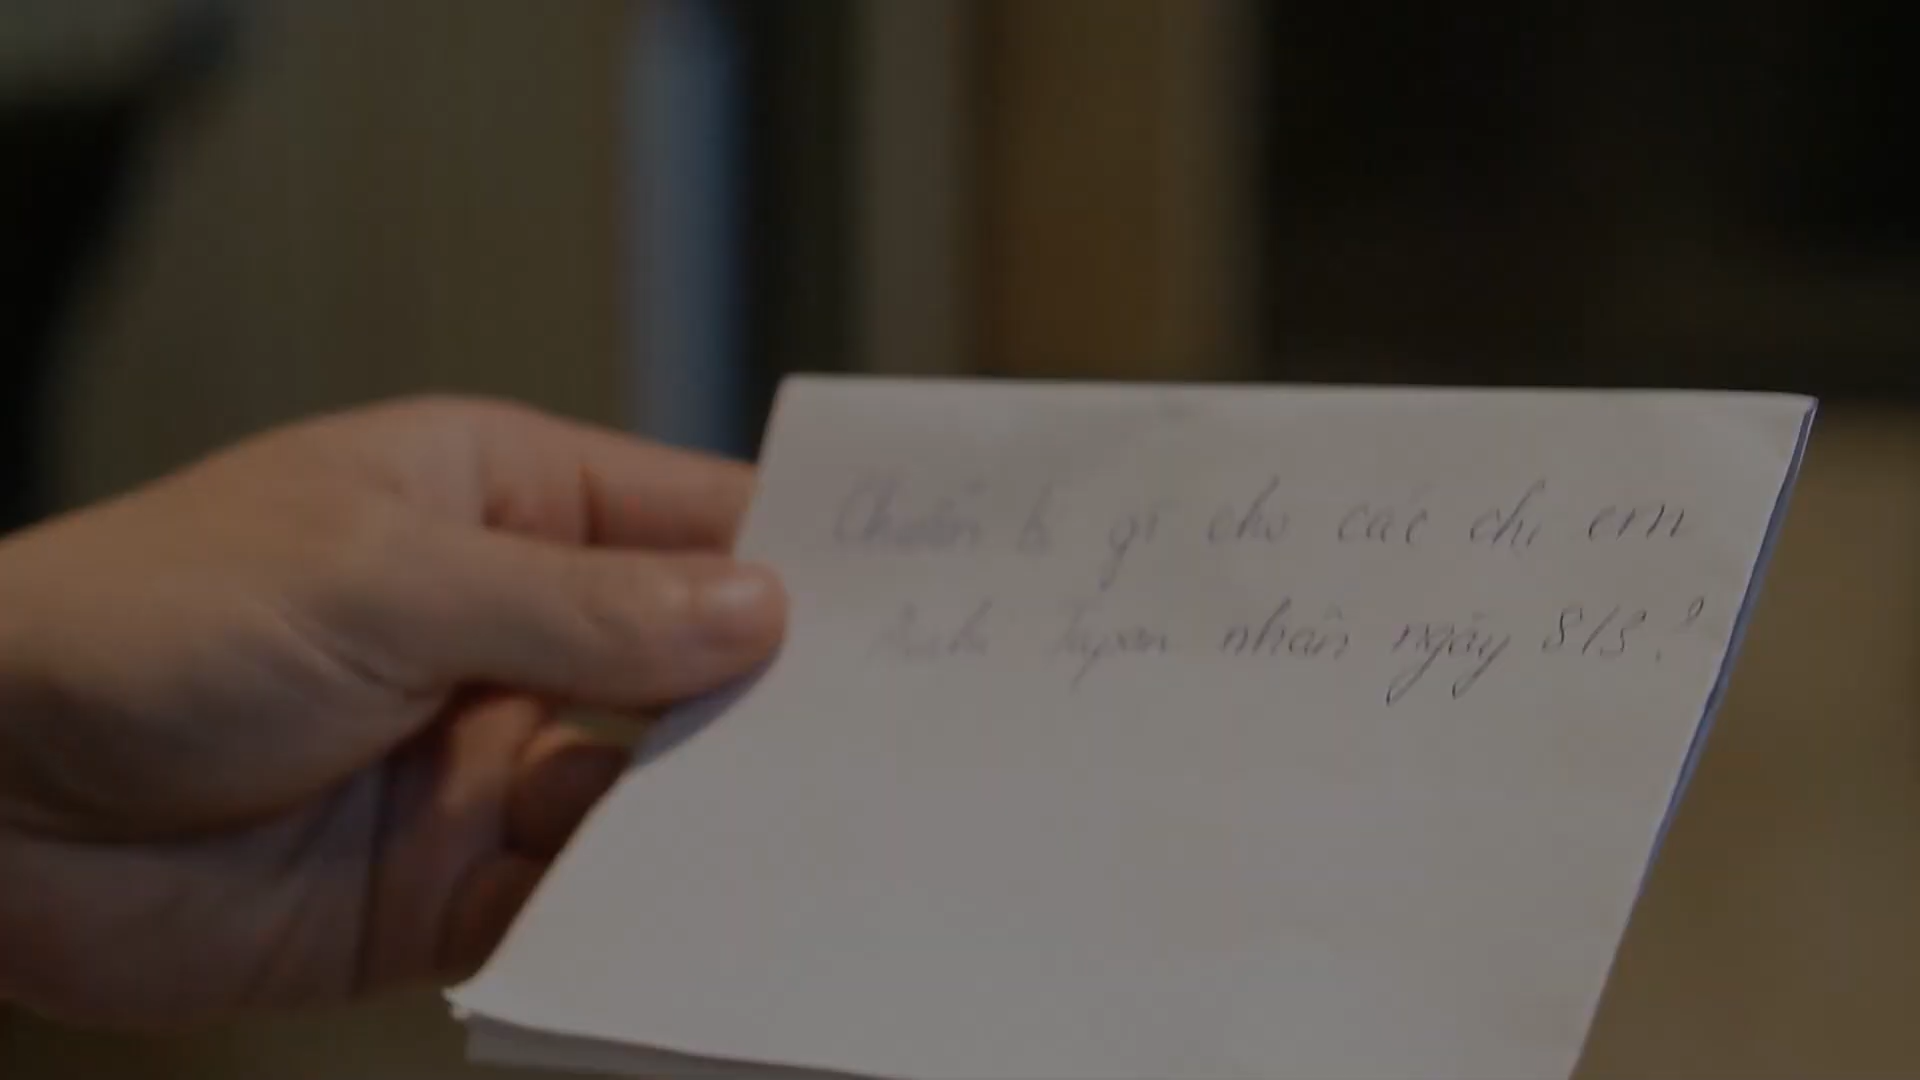 Chuẩn bị gì cho các chị em
nhân ngày 8/3?